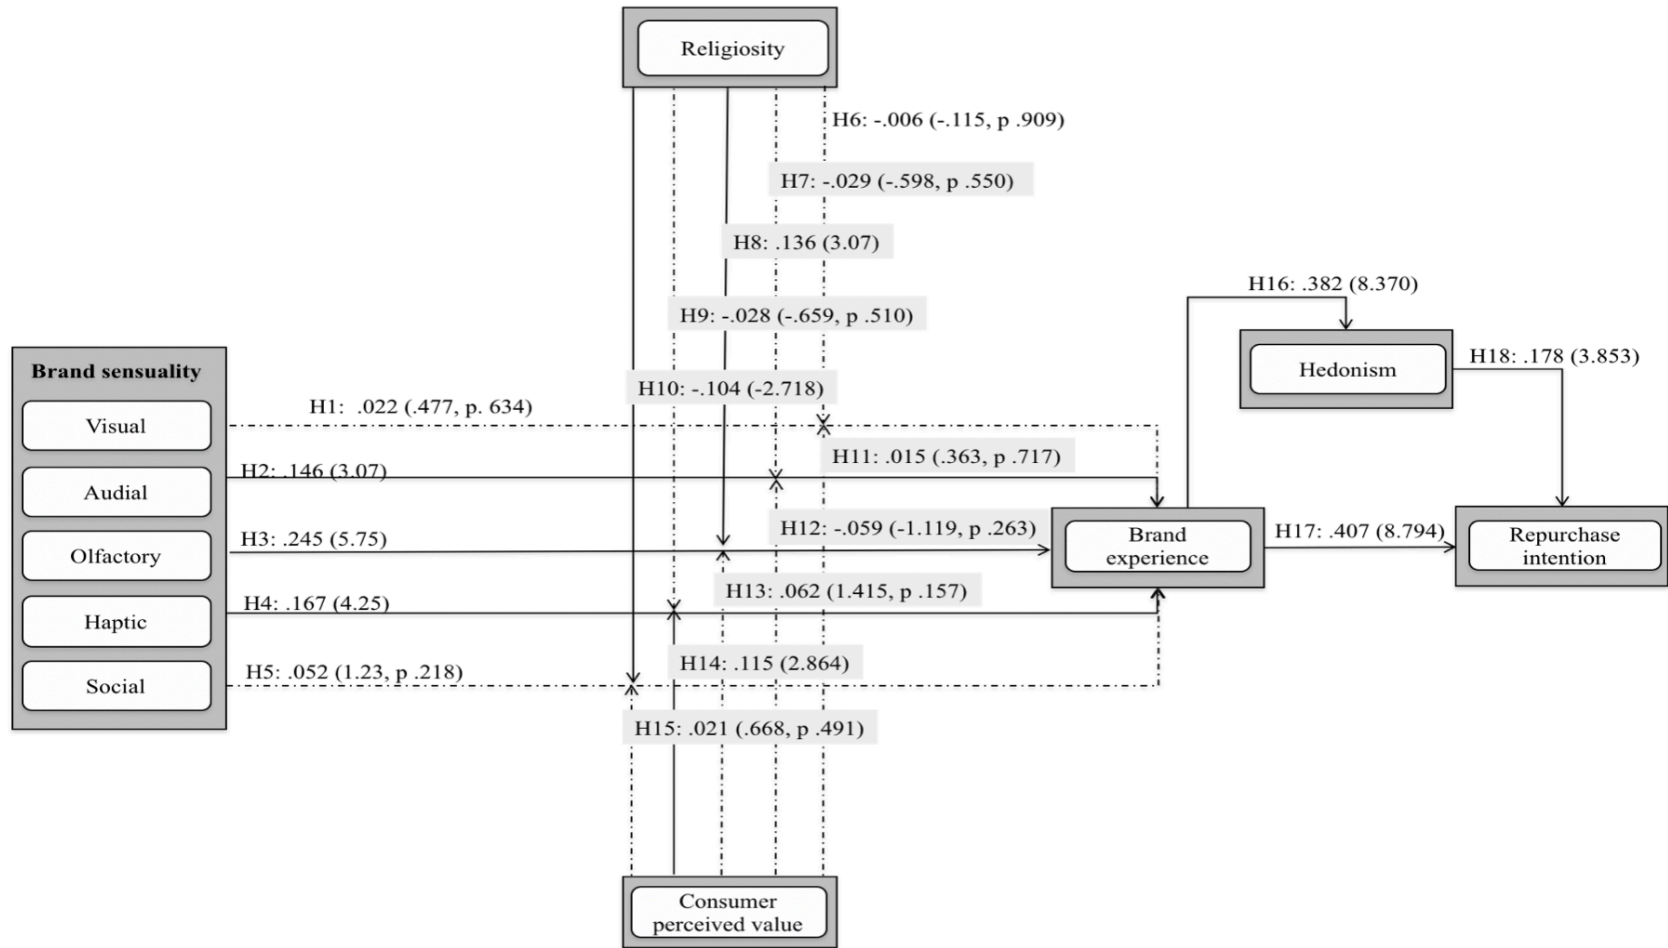 Religiosity
H6: -.006 (-.115, p .909)
H7: -.029 (-.598, p .550)
H8: .136 (3.07)
H9: -.028 (-.659, p .510)
H10: -.104 (-2.718)
Brand sensuality
Visual
Audial
Olfactory
Haptic
Social
H1: .022 (.477, p. 634)
H2: .146 (3.07)
H3: .245 (5.75)
H4: .167 (4.25)
H5: .052 (1.23, p .218)
H11: .015 (.363, p .717)
H12: -.059 (-1.119, p .263)
H13: .062 (1.415, p .157)
H14: .115 (2.864)
H15: .021 (.668, p .491)
Consumer
perceived value
Brand
experience
H16: .382 (8.370)
Hedonism
H18: .178 (3.853)
H17: .407 (8.794)
Repurchase
intention